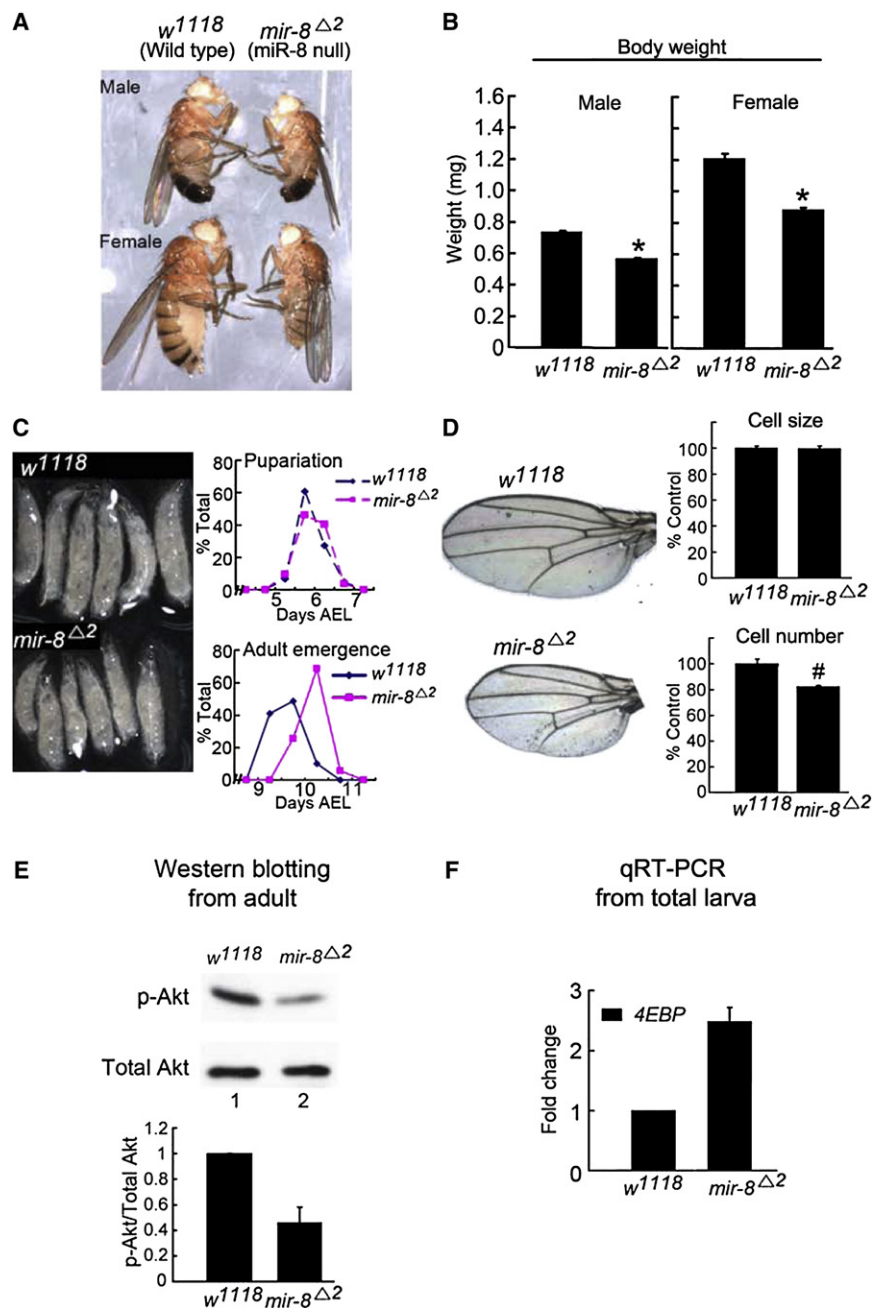 A
w1118
(Wild type)
mir-8△2
(miR-8 null)
Male
Female
B
Body weight
Male
Female
Weight (mg)
1.6
1.4
1.2
1.0
0.8
0.6
0.4
0.2
0
*
*
w1118
mir-8△2
w1118
mir-8△2
C
w1118
mir-8△2
Pupariation
w1118
mir-8△2
% Total
80
60
40
20
0
5
6
7
Days AEL
Adult emergence
w1118
mir-8△2
% Total
80
60
40
20
0
9
10
11
Days AEL
D
w1118
mir-8△2
Cell size
% Control
120
100
80
60
40
20
0
w1118
mir-8△2
Cell number
% Control
120
100
80
60
40
20
0
#
w1118
mir-8△2
E
Western blotting
from adult
w1118
mir-8△2
p-Akt
Total Akt
1
2
p-Akt/Total Akt
1.2
1
0.8
0.6
0.4
0.2
0
w1118
mir-8△2
F
qRT-PCR
from total larva
Fold change
3
2
1
0
4EBP
w1118
mir-8△2